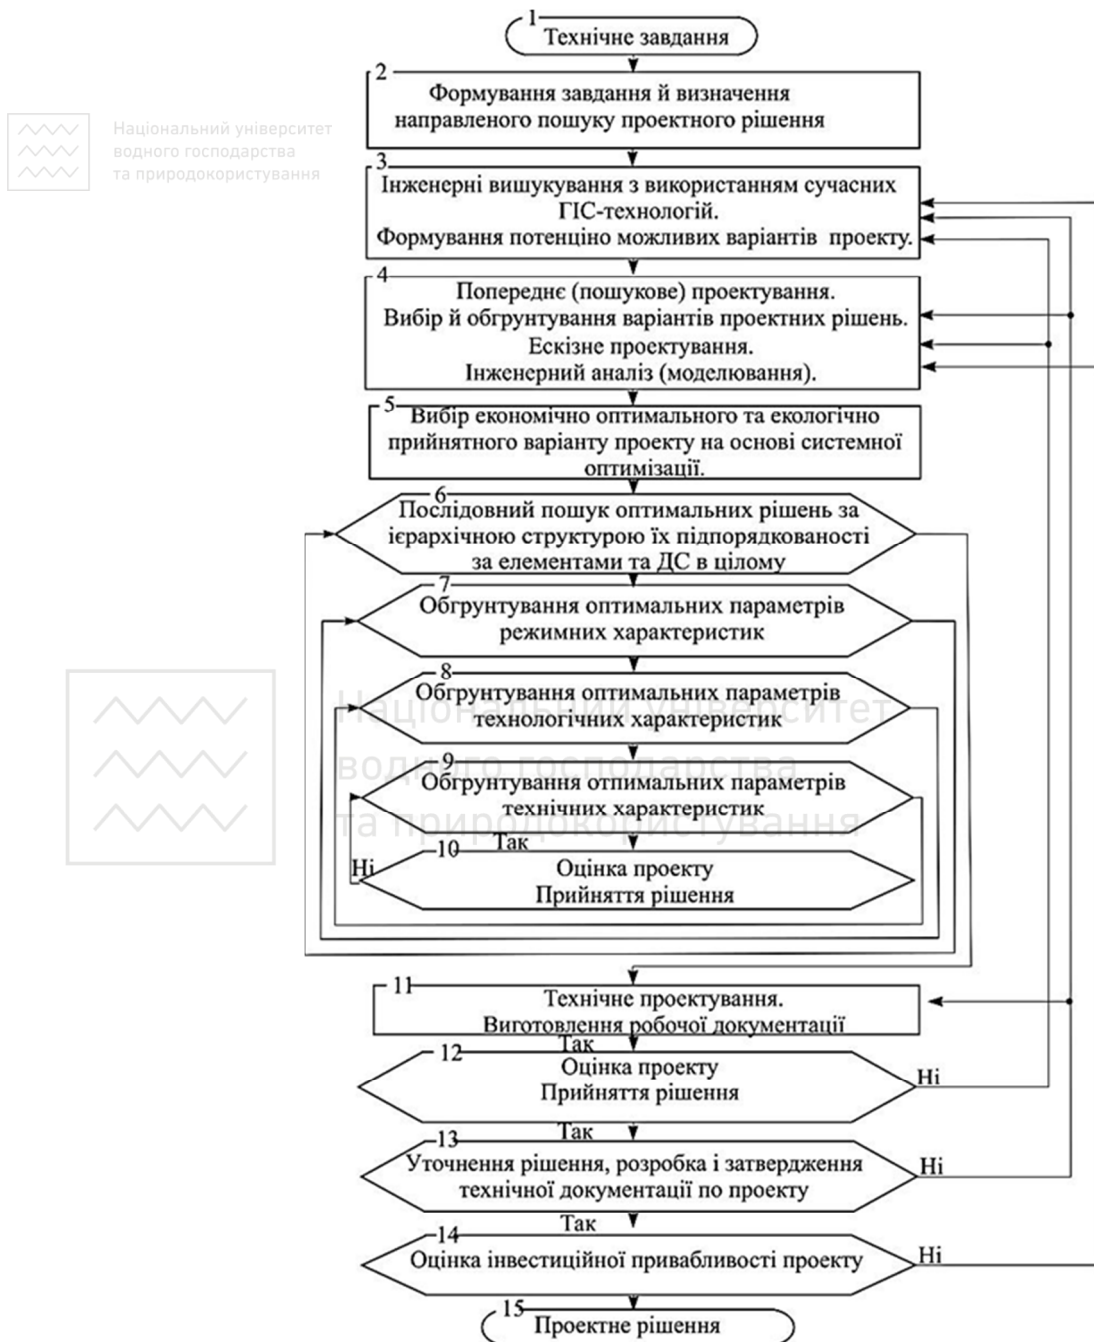 1
Технічне завдання
2
Формування завдання й визначення
направленого пошуку проектного рішення
Національний університет
водного господарства
та природокористування
3
Інженерні вишукування з використанням сучасних
ГІС-технологій.
Формування потенціно можливих варіантів проекту.
4
Попереднє (пошукове) проектування.
Вибір й обгрунтування варіантів проектних рішень.
Ескізне проектування.
Інженерний аналіз (моделювання).
5
Вибір економічно оптимального та екологічно
прийнятного варіанту проекту на основі системної
оптимізації.
6
Послідовний пошук оптимальних рішень за
ієрархічною структурою їх підпорядкованості
за елементами та ДС в цілому
7
Обгрунтування оптимальних параметрів
режимних характеристик
8
Обгрунтування оптимальних параметрів
технологічних характеристик
Національний університет
водного господарства
та природокористування
9
Обгрунтування отпимальних параметрів
технічних характеристик
Так
10
Ні
Оцінка проекту
Прийняття рішення
11
Технічне проектування.
Виготовлення робочої документації
Так
12
Оцінка проекту
Прийняття рішення
Ні
Так
13
Уточнення рішення, розробка і затвердження
технічної документації по проекту
Ні
Так
14
Оцінка інвестиційної привабливості проекту
Ні
15
Проектне рішення